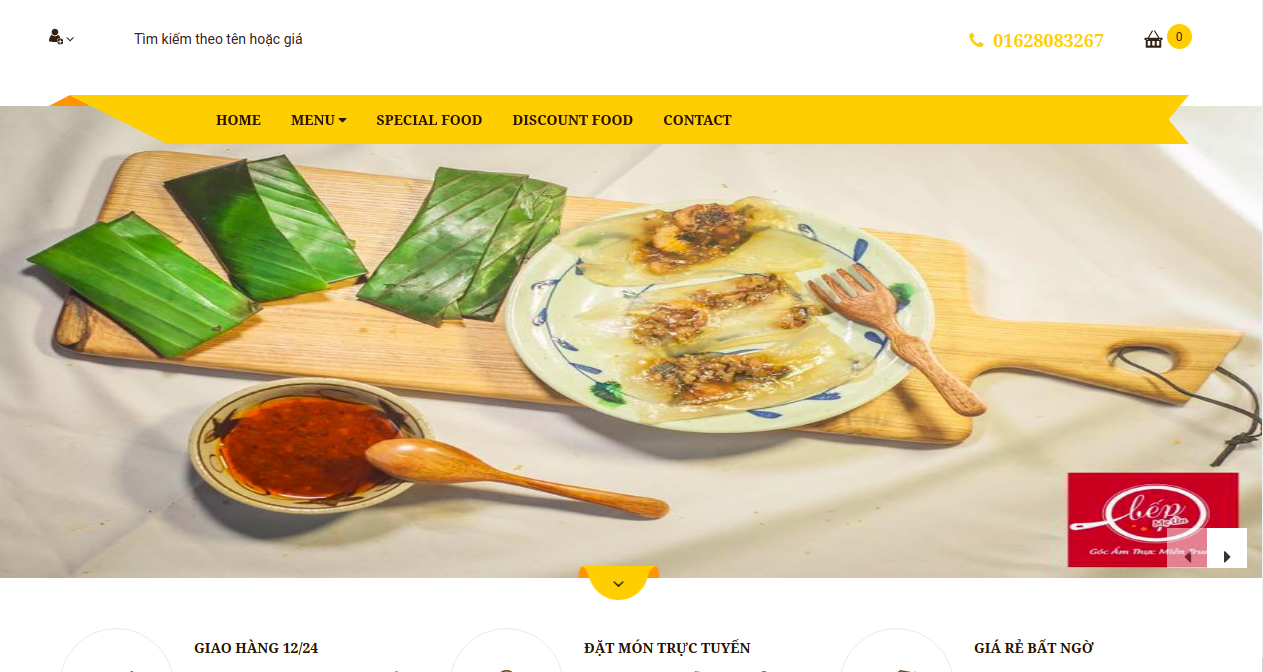 Tìm kiếm theo tên hoặc giá
01628083267
0
HOME MENU SPECIAL FOOD DISCOUNT FOOD CONTACT
bếp
Mẹ Ủn
Góc Ẩm Thực Miền Trung
GIAO HÀNG 12/24 ĐẶT MÓN TRỰC TUYẾN GIÁ RẺ BẤT NGỜ